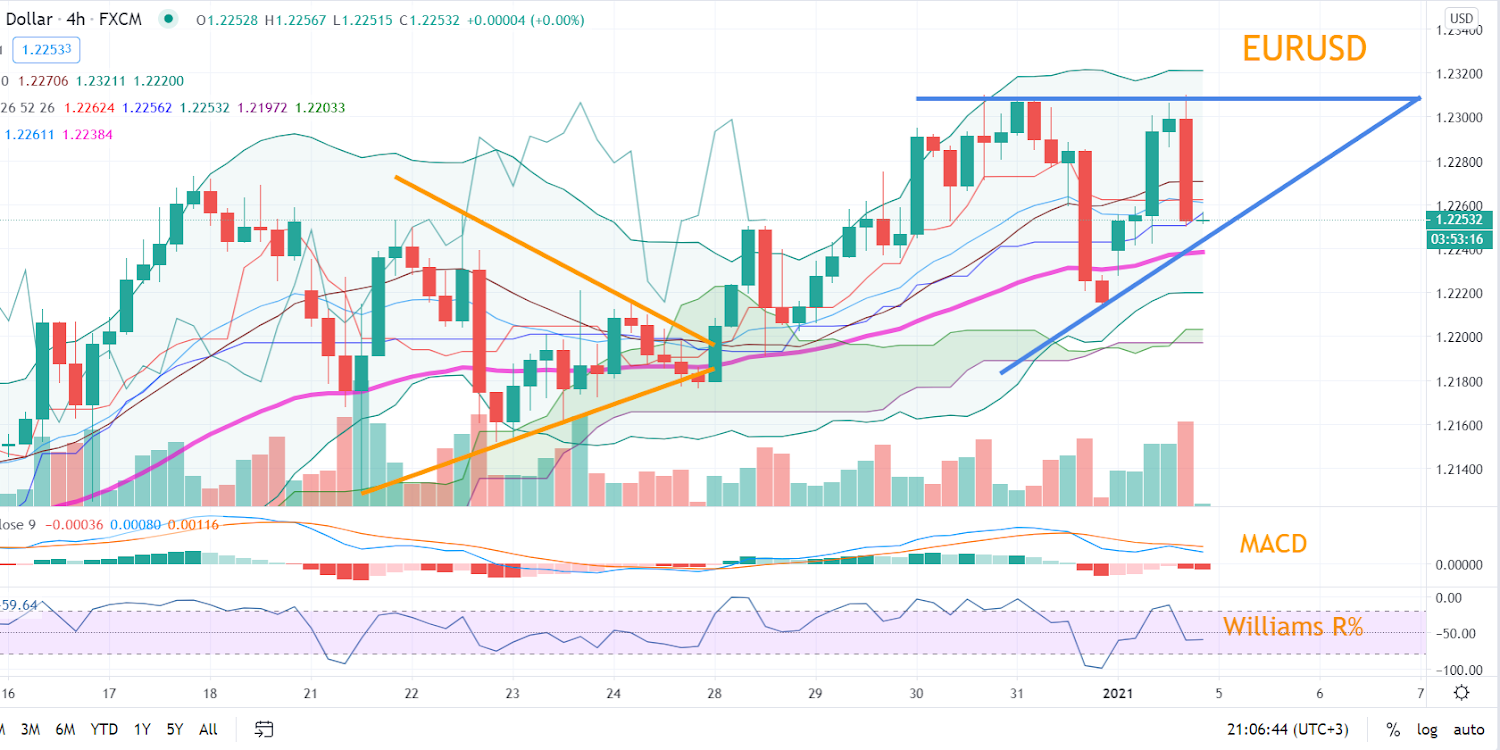 Dollar · 4h · FXCM O1.22528 H1.22567 L1.22515 C1.22532 +0.00004 (+0.00%)
USD
1.23400
EURUSD
1.22533
1.23200
0 1.22706 1.23211 1.22200
26 52 26 1.22624 1.22562 1.22532 1.21972 1.22033
1.23000
1.22611 1.22384
1.22800
1.22600
1.22532
03:53:16
1.22400
1.22200
1.22000
1.21800
1.21600
1.21400
lose 9 −0.00036 0.00080 0.00116
MACD
0.00000
−59.64
0.00
Williams R%
−50.00
−100.00
16 17 18 21 22 23 24 28 29 30 31 2021 5 6 7
M 3M 6M YTD 1Y 5Y All 21:06:44 (UTC+3) % log auto